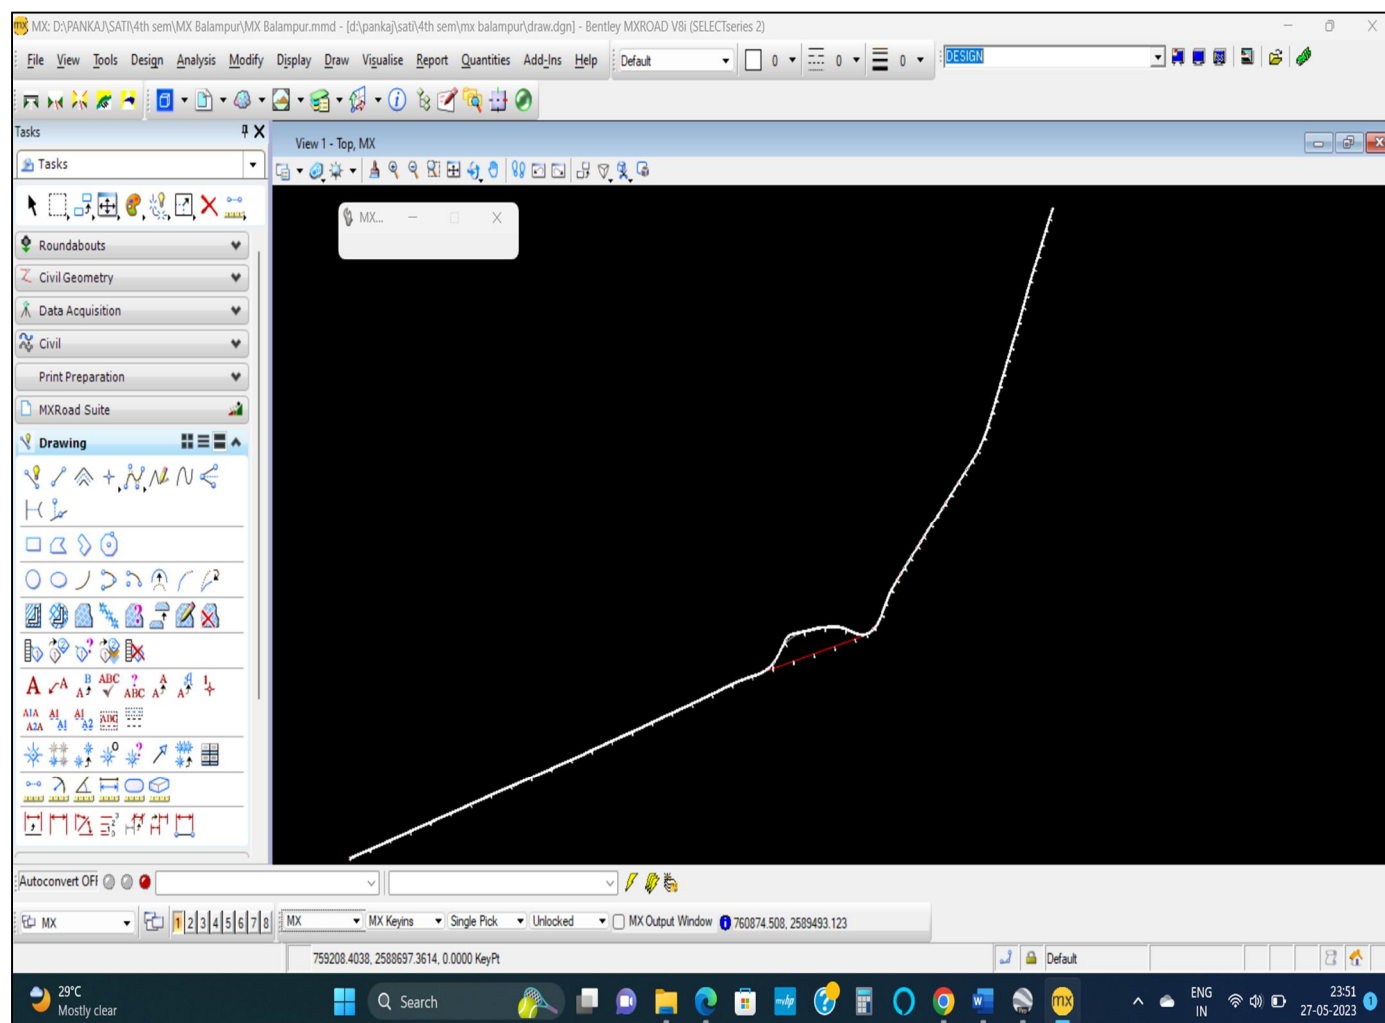 MX: D:\PANKAJ\SATI\4th sem\MX Balampur\MX Balampur.mmd - [d:\pankaj\sati\4th sem\mx balampur\draw.dgn] - Bentley MXROAD V8i (SELECTseries 2)
File View Tools Design Analysis Modify Display Draw Visualise Report Quantities Add-Ins Help Default 0 0 0 DESIGN
Tasks
View 1 - Top, MX
Tasks
MX...
Roundabouts
Civil Geometry
Data Acquisition
Civil
Print Preparation
MXRoad Suite
Drawing
Autoconvert OFF
MX 1 2 3 4 5 6 7 8 MX MX Keyins Single Pick Unlocked MX Output Window 760874.508, 2589493.123
759208.4038, 2588697.3614, 0.0000 KeyPt Default
29°C
Mostly clear
Search
ENG
IN
23:51
27-05-2023
1